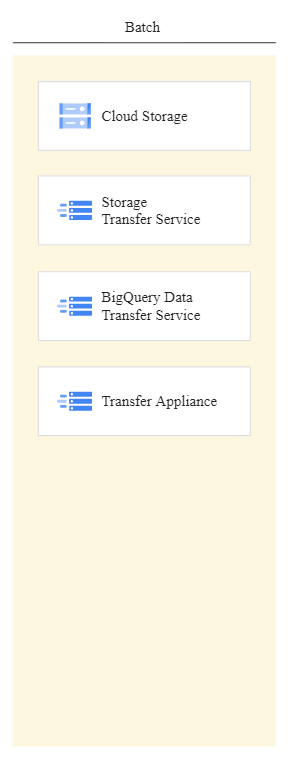 Batch
Cloud Storage
Storage
Transfer Service
BigQuery Data
Transfer Service
Transfer Appliance